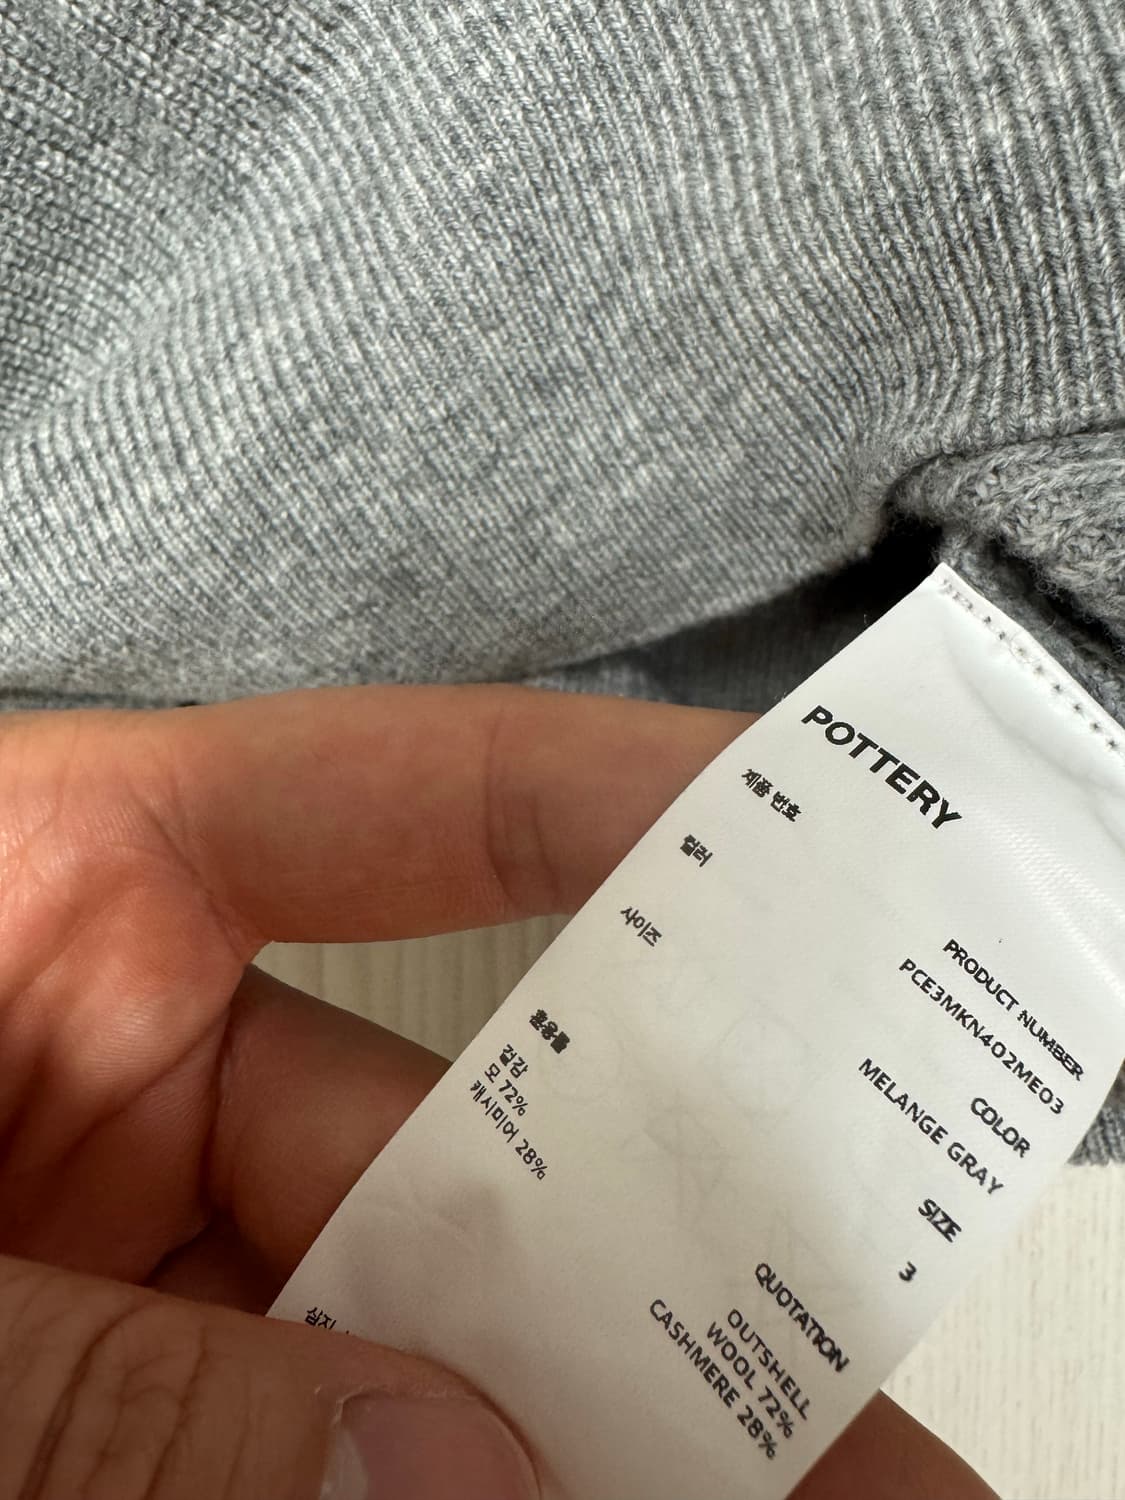 POTTERY
제품 번호
PRODUCT NUMBER
PCE3MKN402ME03
컬러
COLOR
MELANGE GRAY
사이즈
SIZE
3
혼용률
QUOTATION
겉감
OUTSHELL
모 72%
WOOL 72%
캐시미어 28%
CASHMERE 28%